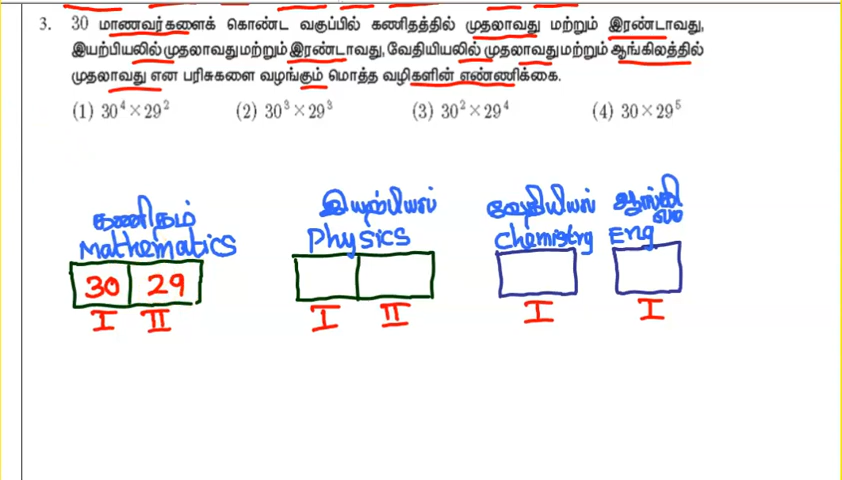 3. 30 மாணவர்களைக் கொண்ட வகுப்பில் கணிதத்தில் முதலாவது மற்றும் இரண்டாவது,
இயற்பியலில் முதலாவது மற்றும் இரண்டாவது, வேதியியலில் முதலாவது மற்றும் ஆங்கிலத்தில்
முதலாவது என பரிசுகளை வழங்கும் மொத்த வழிகளின் எண்ணிக்கை.
(1) 30⁴ × 29² (2) 30³ × 29³ (3) 30² × 29⁴ (4) 30 × 29⁵
கணிதம் இயற்பியல் வேதியியல்
Mathematics Physics Chemistry Eng
30 29
I II I II I I